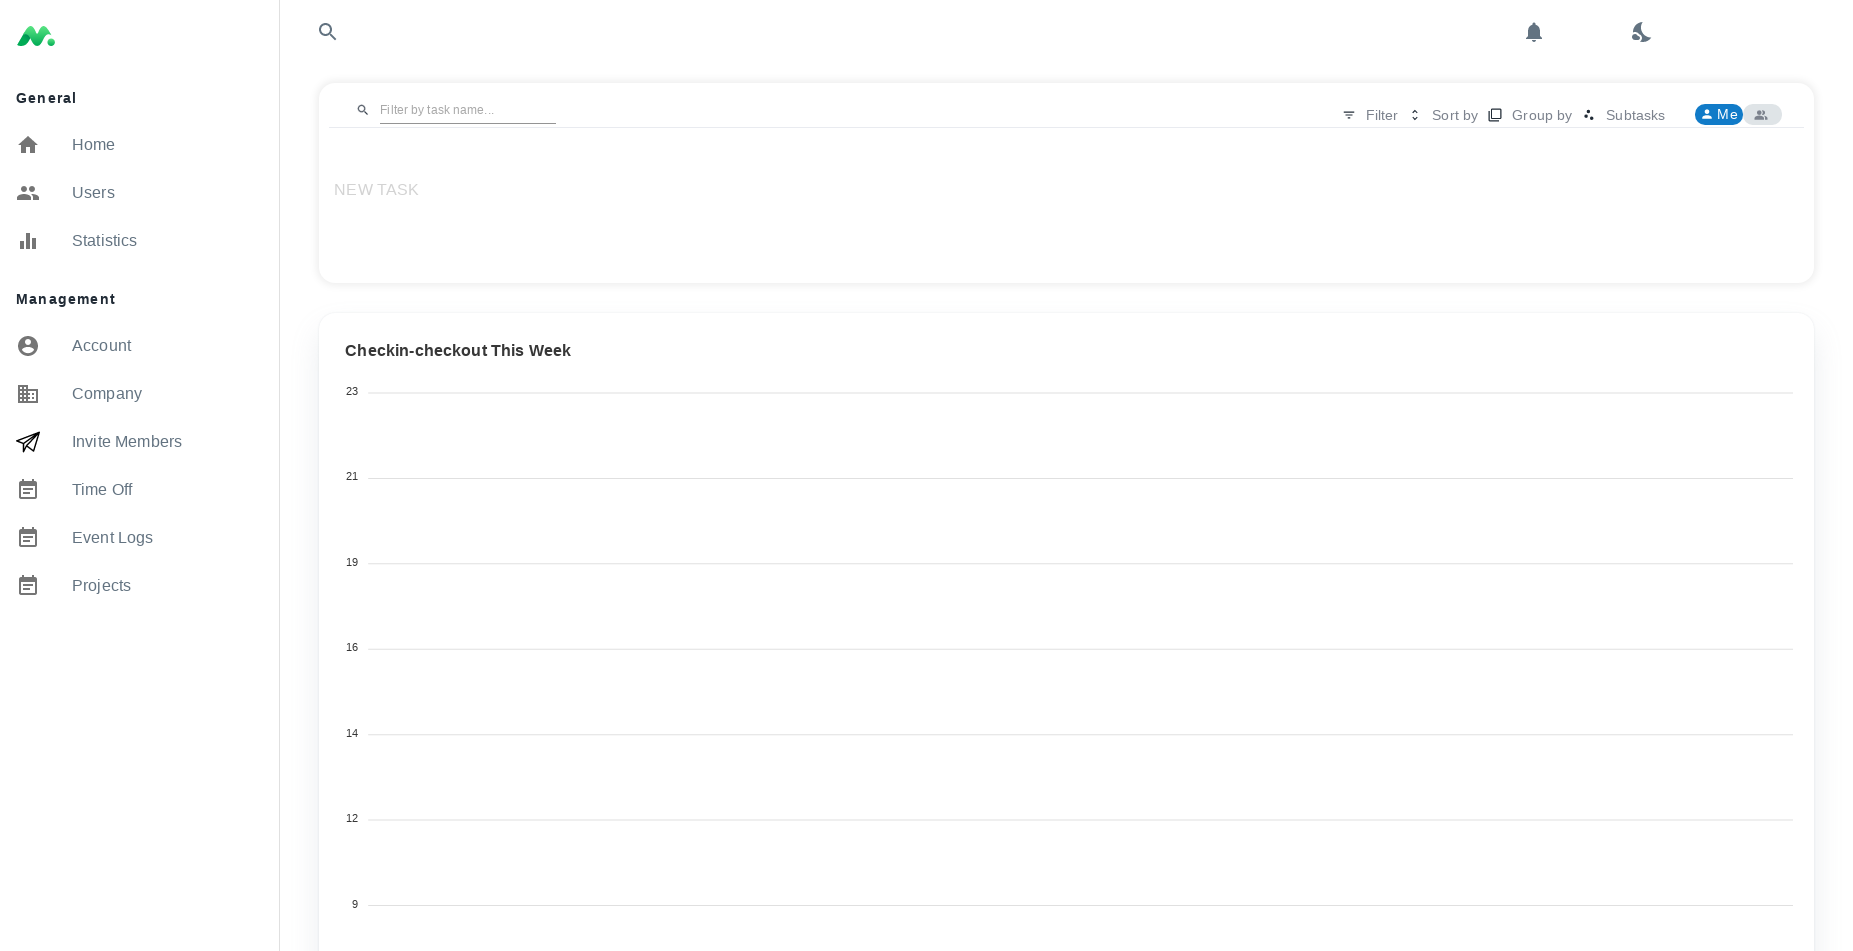 General
Home
Users
Statistics
Management
Account
Company
Invite Members
Time Off
Event Logs
Projects
Filter by task name...
Filter Sort by Group by Subtasks Me
NEW TASK
Checkin-checkout This Week
23
21
19
16
14
12
9